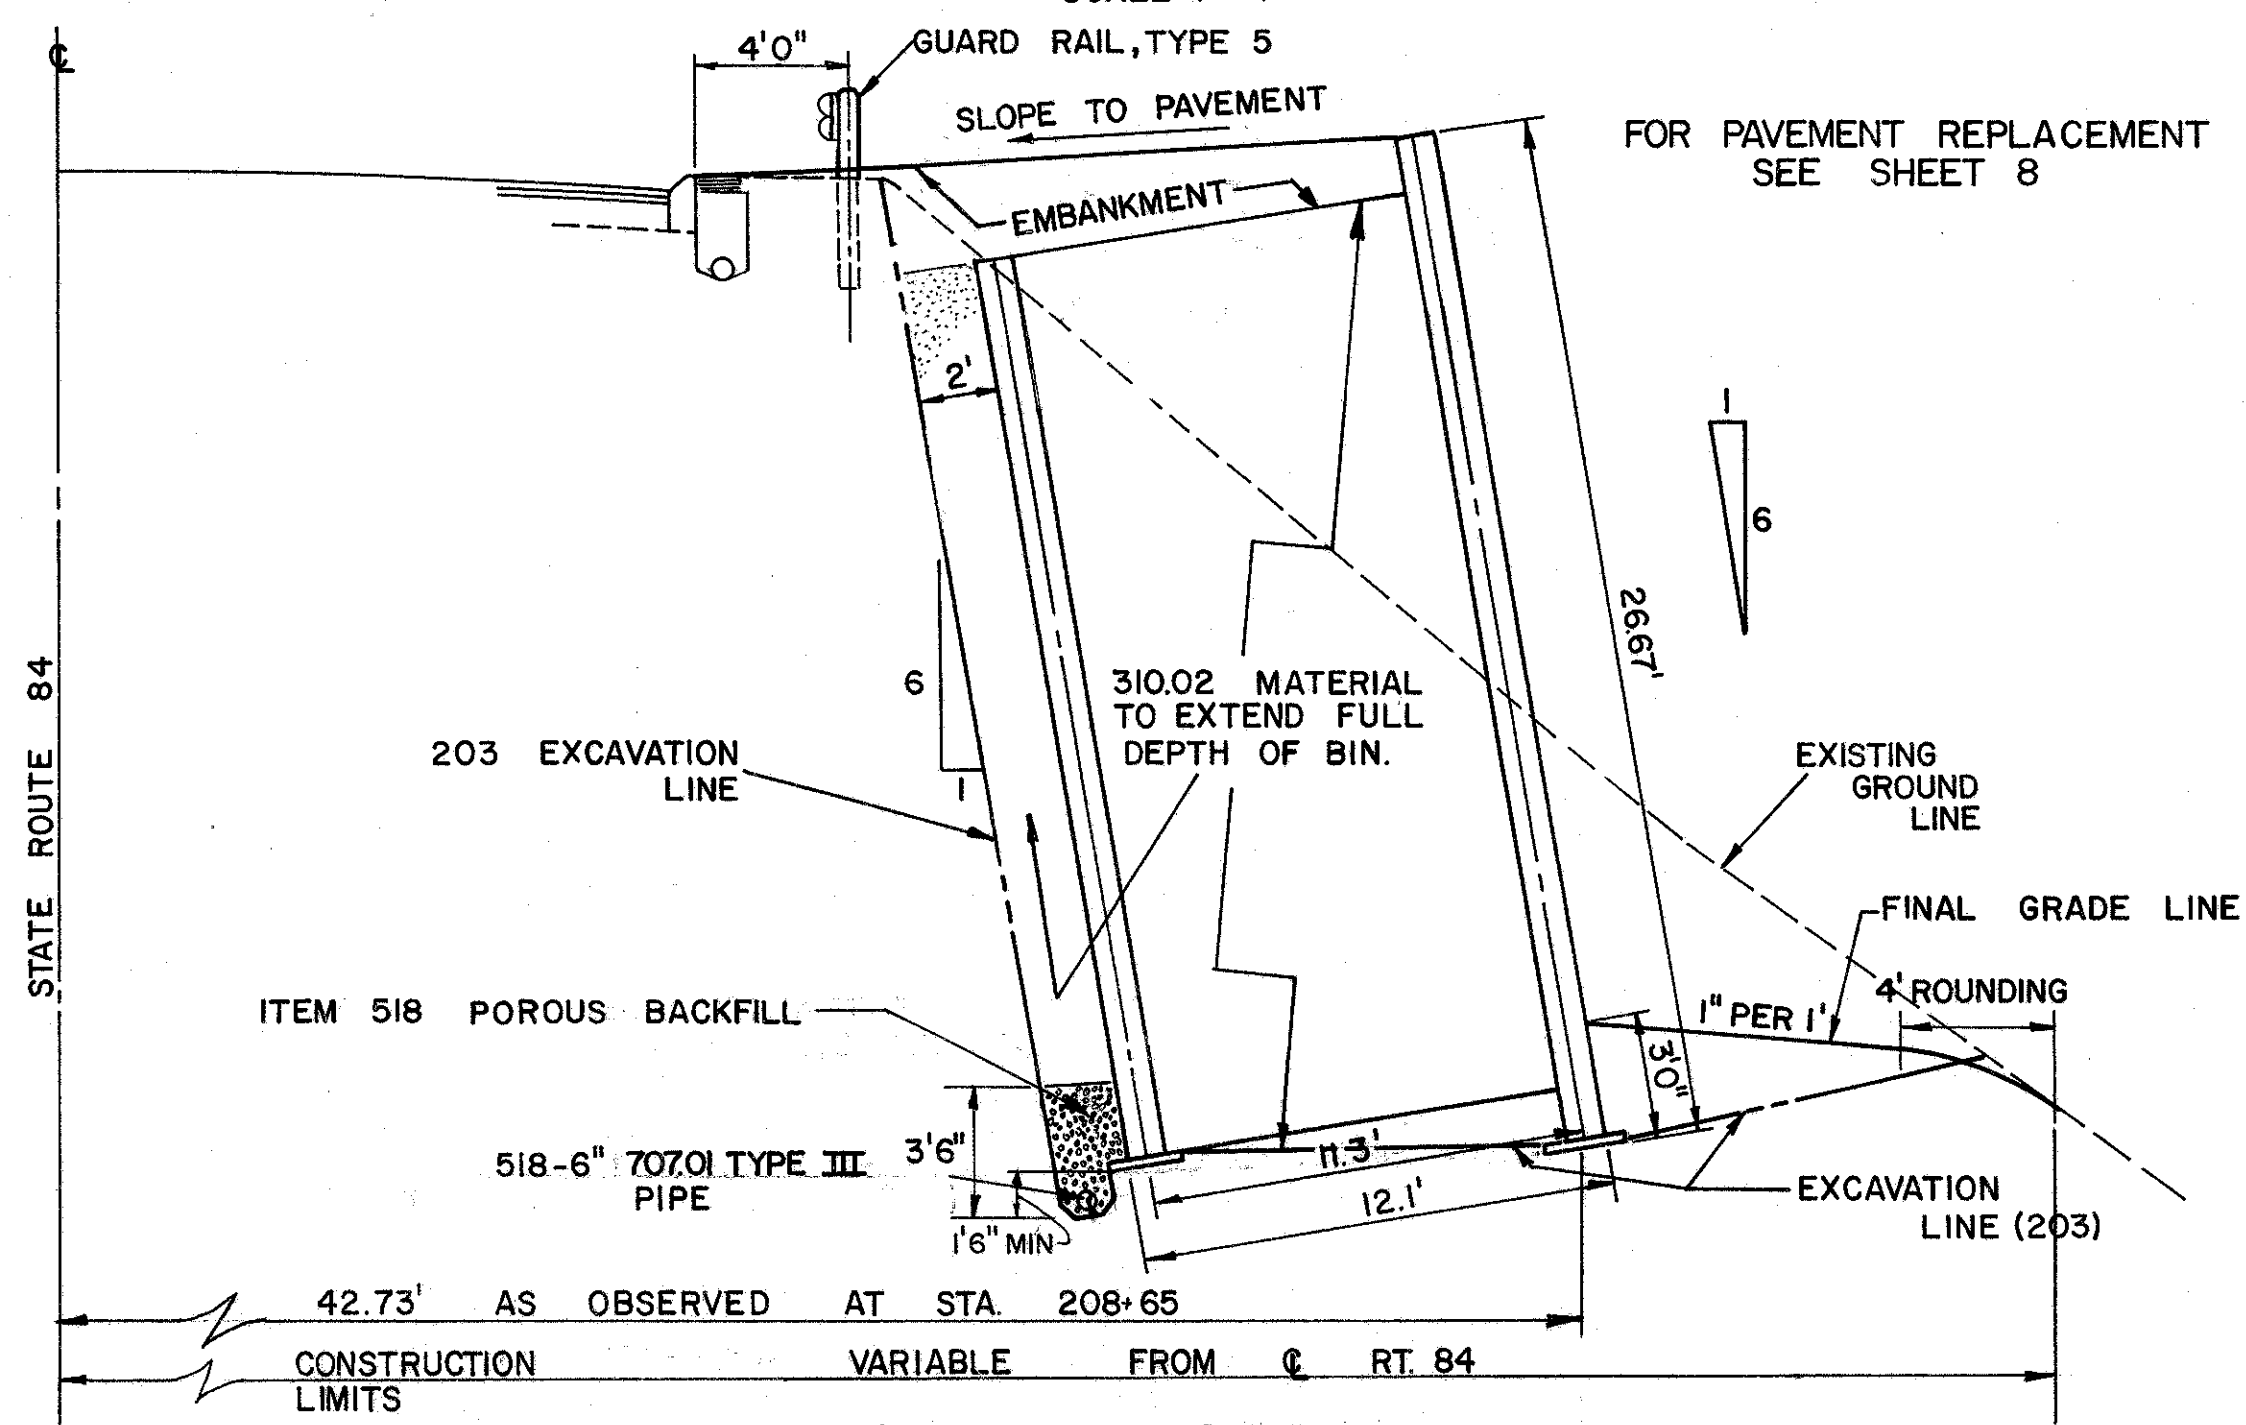 ℄
4'0"
GUARD RAIL, TYPE 5
SLOPE TO PAVEMENT
FOR PAVEMENT REPLACEMENT
SEE SHEET 8
EMBANKMENT
2'
1
6
26.67'
6
1
310.02 MATERIAL
TO EXTEND FULL
DEPTH OF BIN.
203 EXCAVATION
LINE
STATE ROUTE 84
EXISTING
GROUND
LINE
FINAL GRADE LINE
4' ROUNDING
1" PER 1'
3'0"
ITEM 518 POROUS BACKFILL
3'6"
518-6" 707.01 TYPE III
PIPE
1'6" MIN
11.3'
12.1'
EXCAVATION
LINE (203)
42.73' AS OBSERVED AT STA. 208+65
CONSTRUCTION VARIABLE FROM ℄ RT. 84
LIMITS